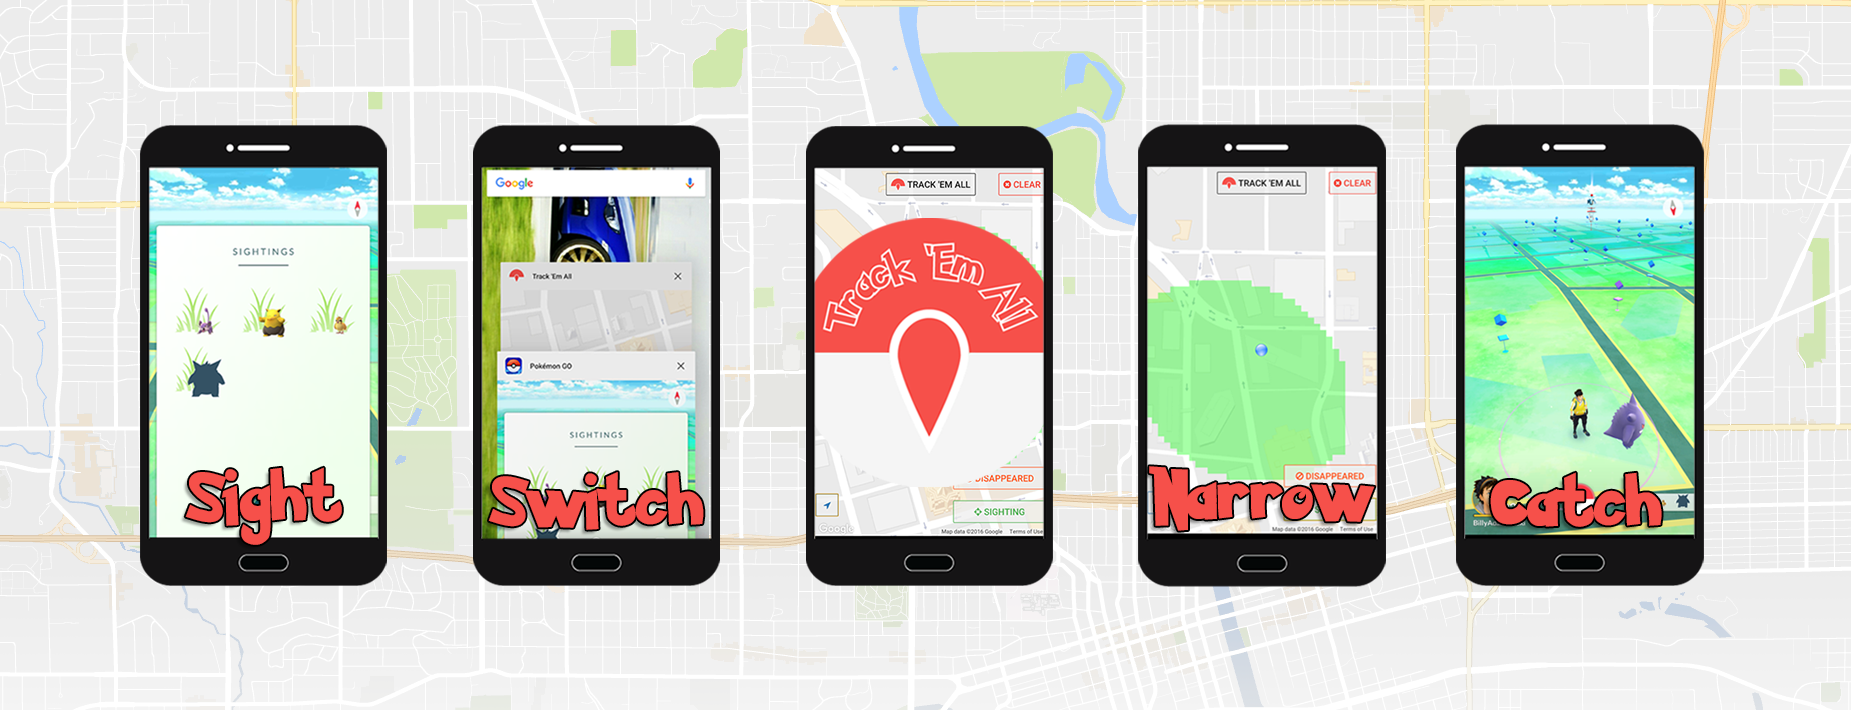 SIGHTINGS
Sight
Google
Track 'Em All
Pokémon GO
SIGHTINGS
Switch
TRACK 'EM ALL
CLEAR
Track 'Em All
DISAPPEARED
SIGHTING
Google
Map data ©2016 Google
Terms of Use
TRACK 'EM ALL
CLEAR
DISAPPEARED
Narrow
Map data ©2016 Google
Terms of Use
Catch